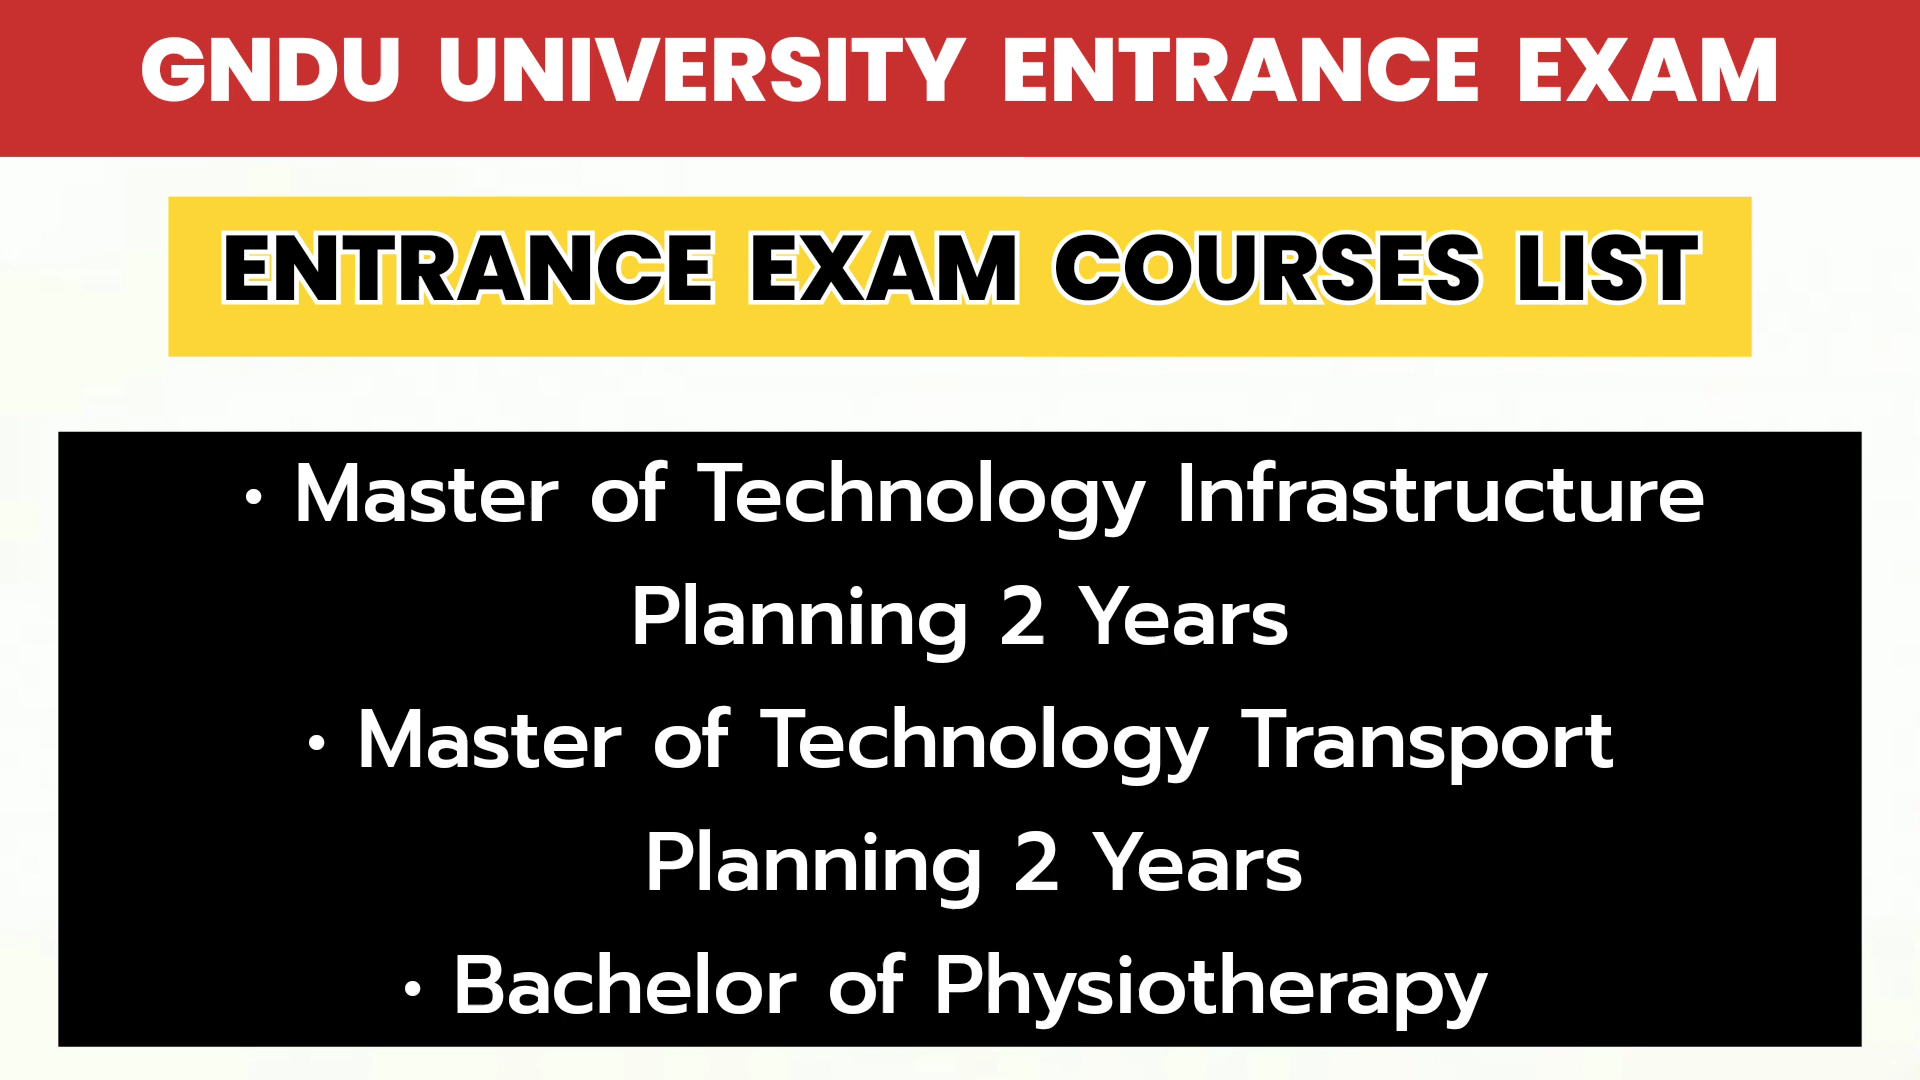 GNDU UNIVERSITY ENTRANCE EXAM
ENTRANCE EXAM COURSES LIST
• Master of Technology Infrastructure
Planning 2 Years
• Master of Technology Transport
Planning 2 Years
• Bachelor of Physiotherapy